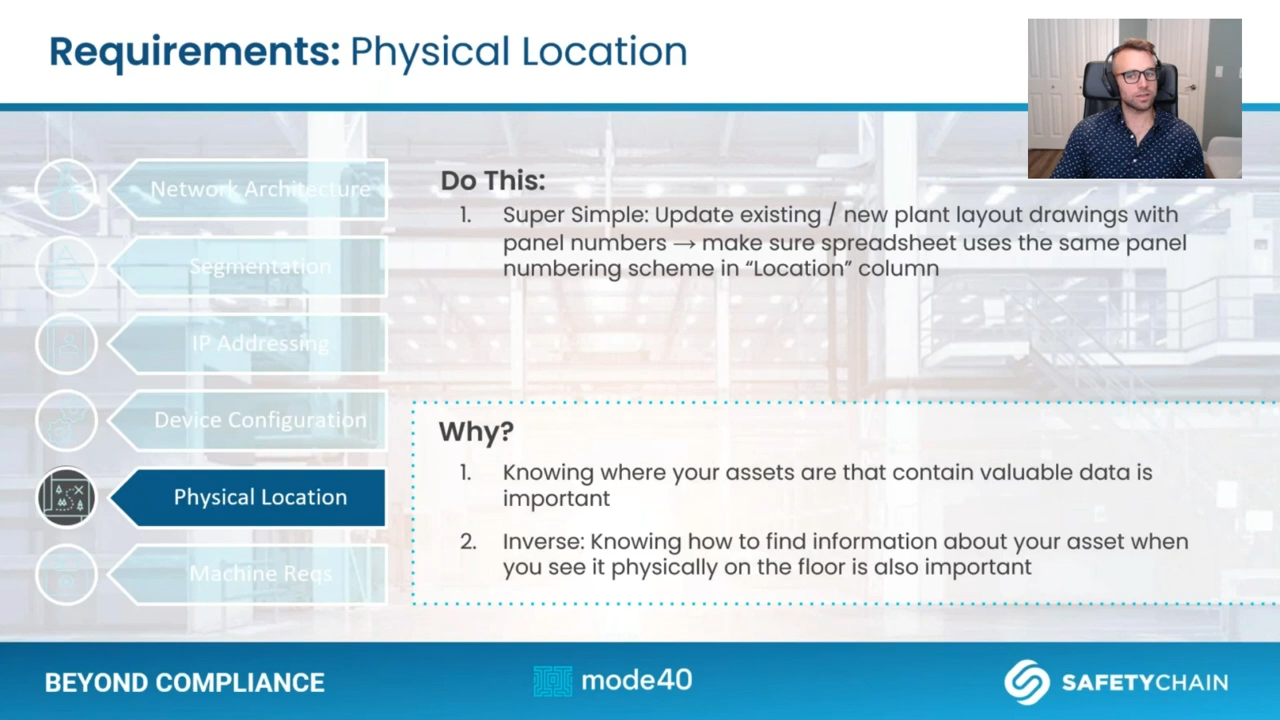 Requirements: Physical Location
Network Architecture
Segmentation
IP Addressing
Device Configuration
Physical Location
Machine Reqs
Do This:
1. Super Simple: Update existing / new plant layout drawings with
panel numbers → make sure spreadsheet uses the same panel
numbering scheme in “Location” column
Why?
1. Knowing where your assets are that contain valuable data is
important
2. Inverse: Knowing how to find information about your asset when
you see it physically on the floor is also important
BEYOND COMPLIANCE
mode40
SAFETYCHAIN